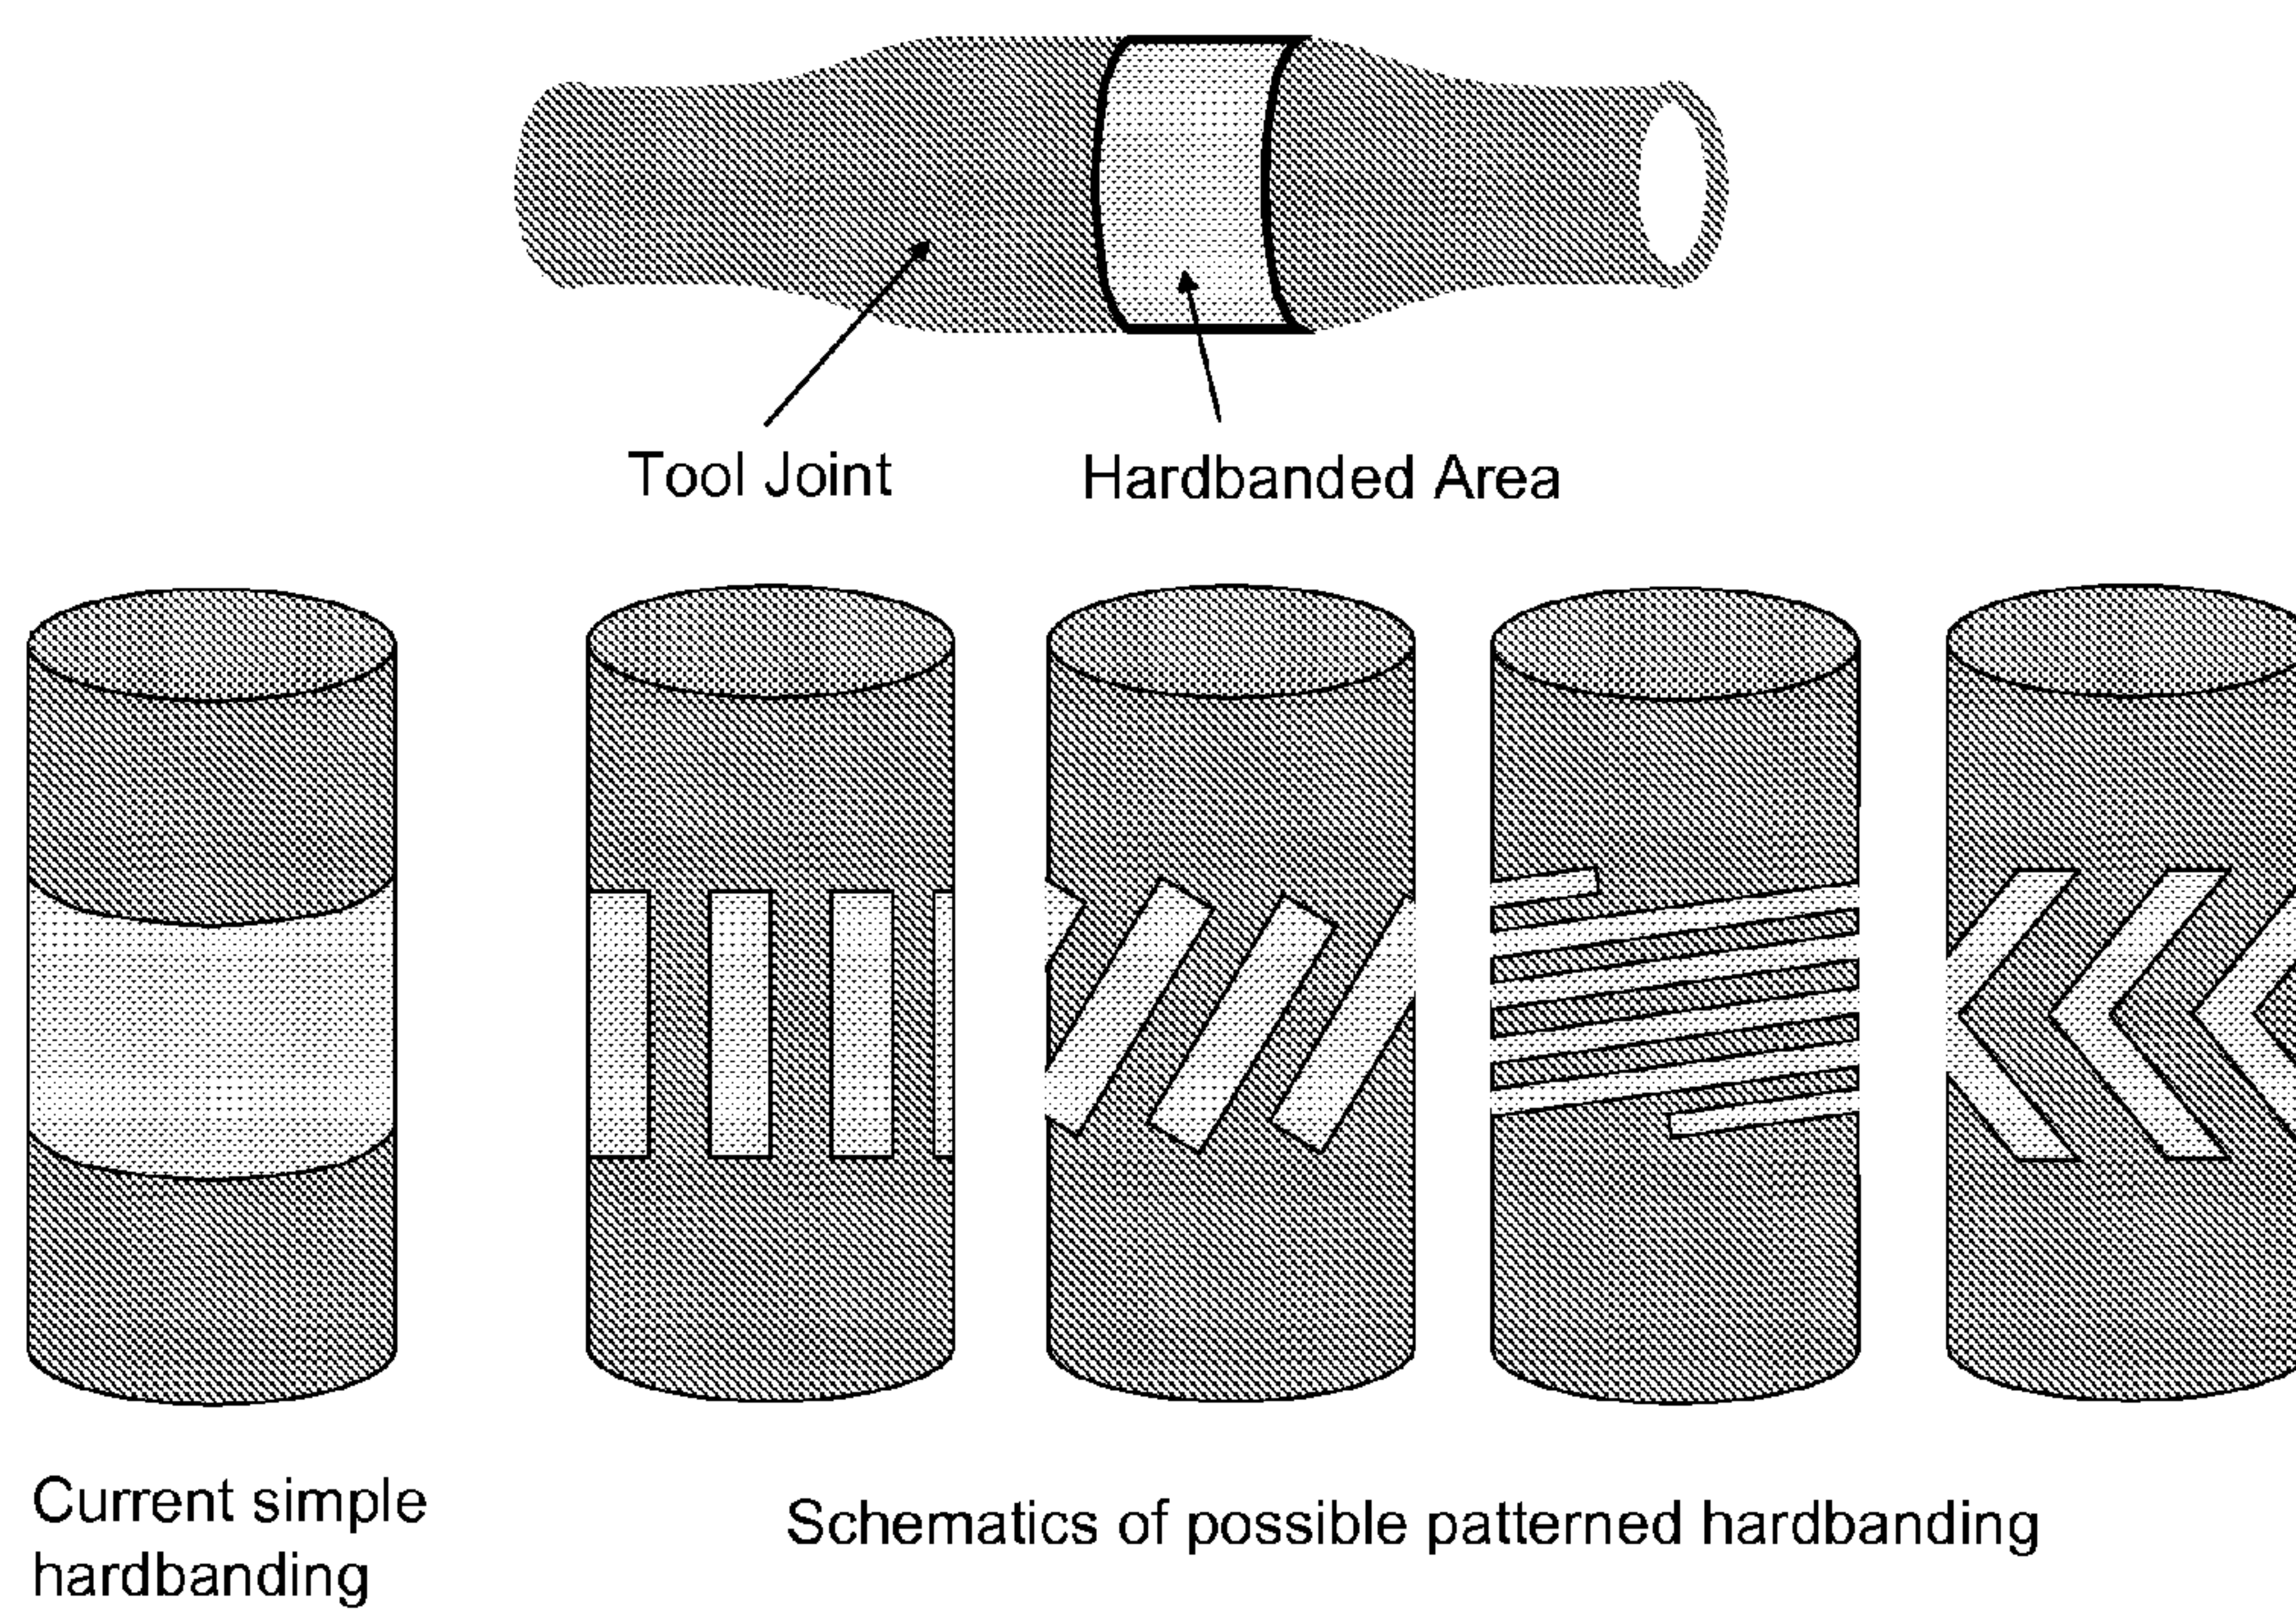 Tool Joint
Hardbanded Area
Current simple
hardbanding
Schematics of possible patterned hardbanding